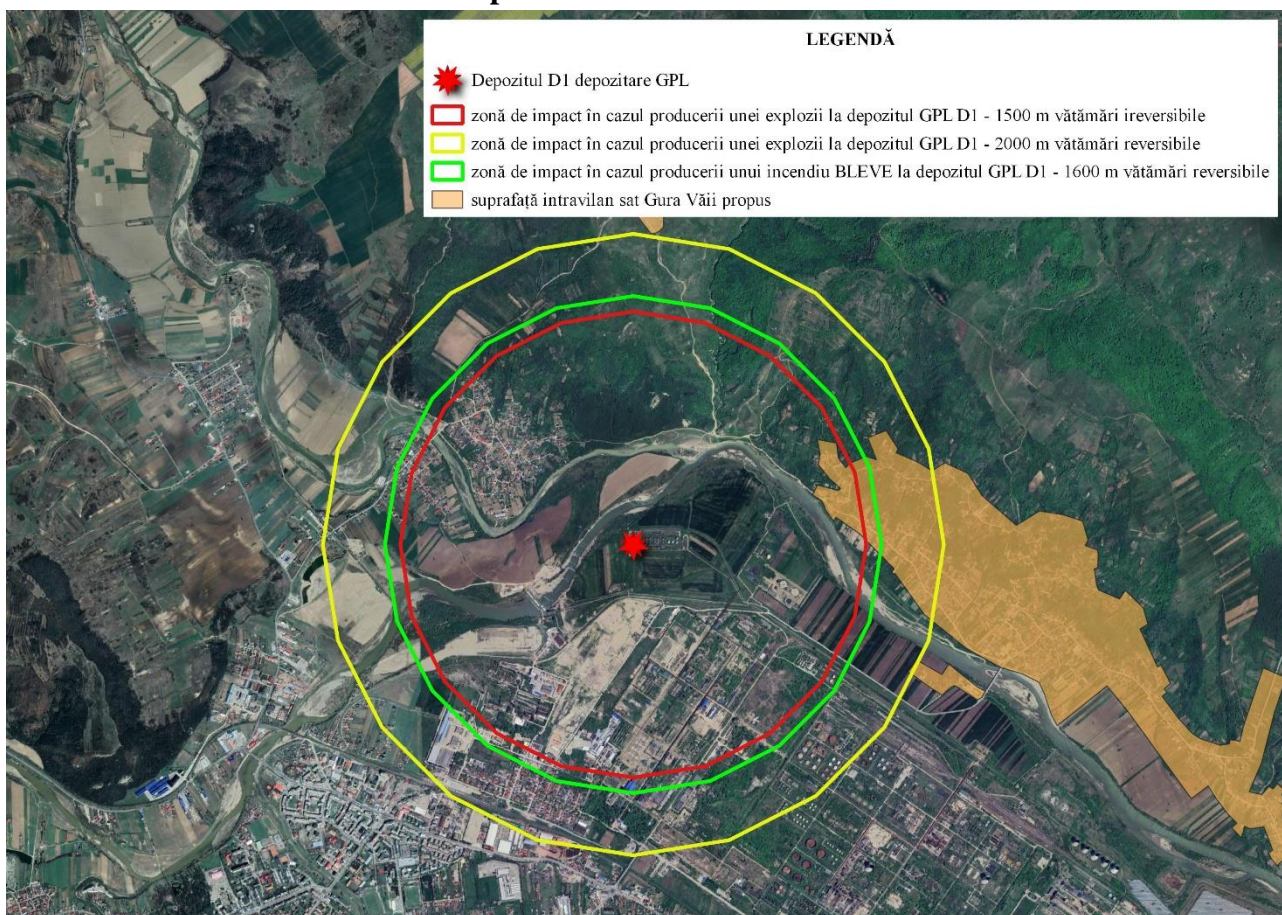 LEGENDĂ
Depozitul D1 depozitare GPL
zonă de impact în cazul producerii unei explozii la depozitul GPL D1 - 1500 m vătămări ireversibile
zonă de impact în cazul producerii unei explozii la depozitul GPL D1 - 2000 m vătămări reversibile
zonă de impact în cazul producerii unui incendiu BLEVE la depozitul GPL D1 - 1600 m vătămări reversibile
suprafață intravilan sat Gura Văii propus